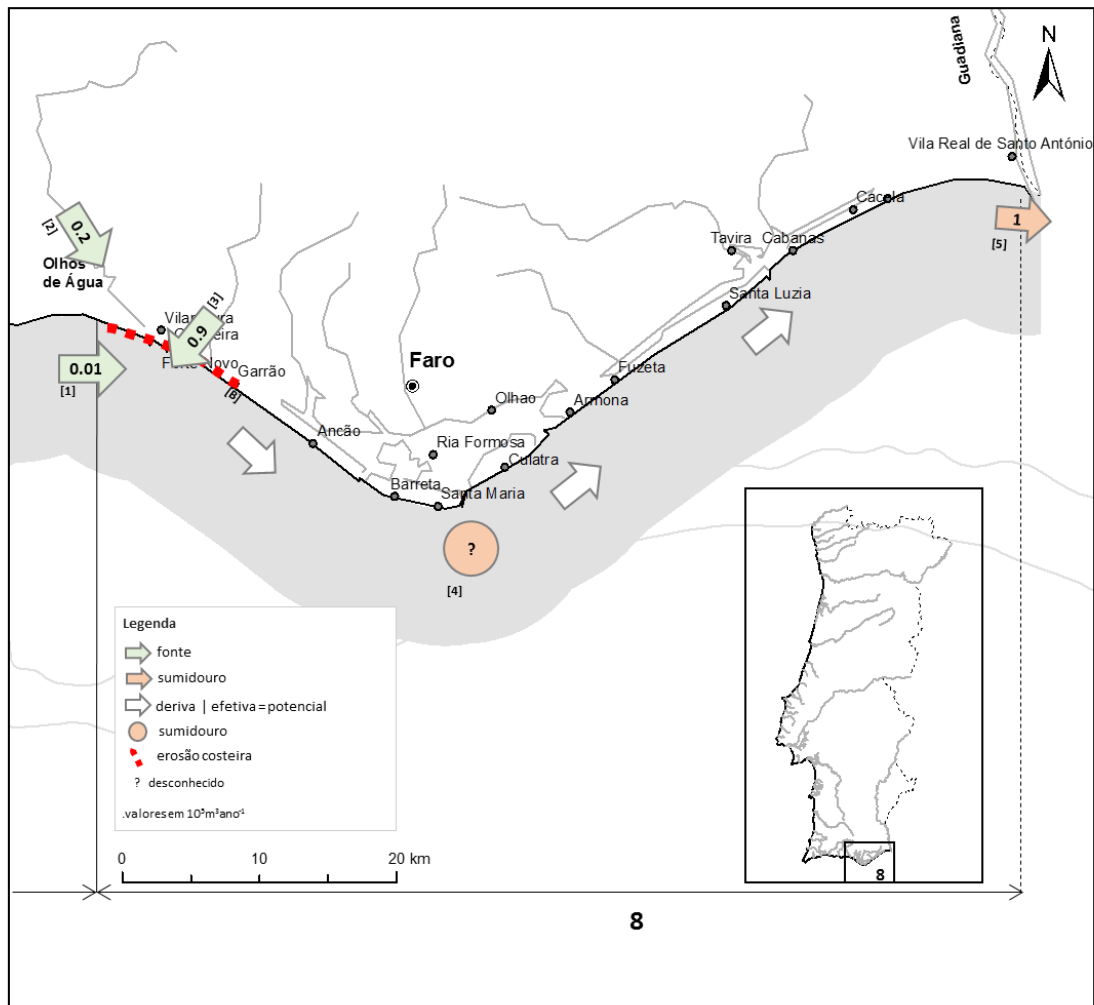 N
Guadiana
Vila Real de Santo António
Cacela
1
[5]
[2]
0.2
Tavira
Cabanas
Olhos
de Água
Santa Luzia
[3]
0.9
Faro
0.01
[1]
Garrão
[8]
Fuzeta
Olhao
Armona
Ancão
Ria Formosa
Culatra
Barreta
Santa Maria
?
[4]
Legenda
fonte
sumidouro
deriva | efetiva=potencial
sumidouro
erosão costeira
? desconhecido
.valores em 10⁵m³ano⁻¹
0
10
20 km
8
8